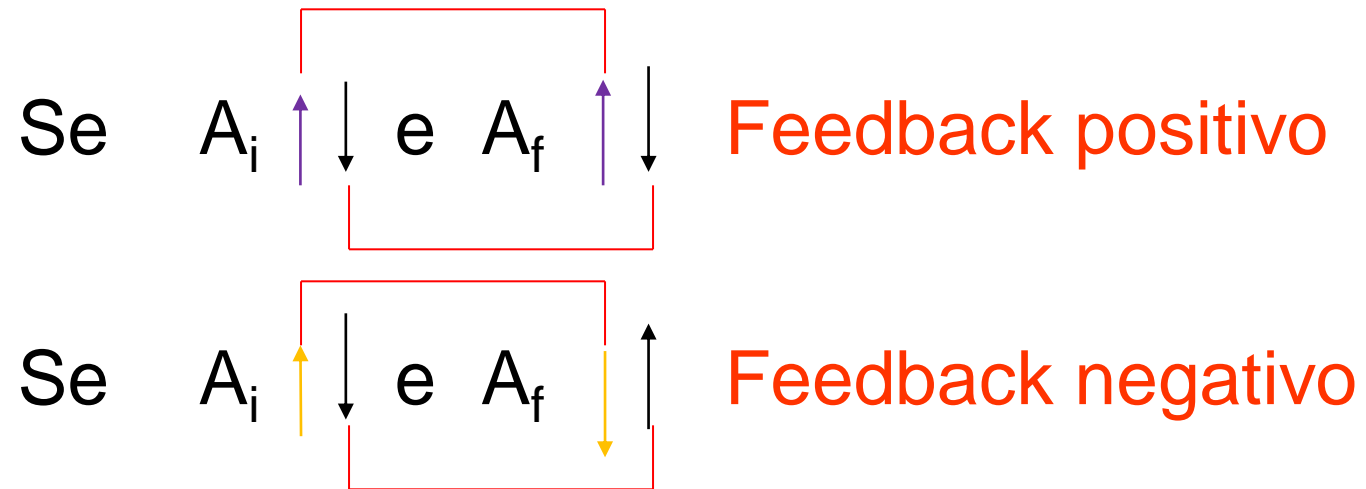 Se A_i ↑ ↓ e A_f ↑ ↓ Feedback positivo
Se A_i ↑ ↓ e A_f ↓ ↑ Feedback negativo